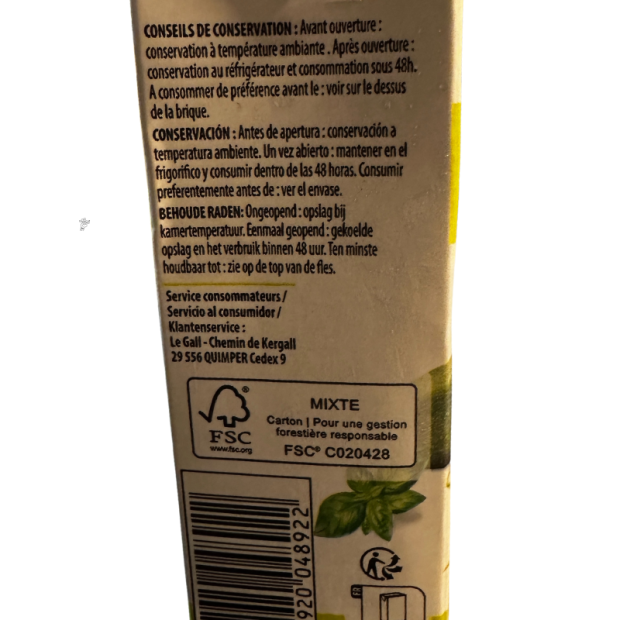 CONSEILS DE CONSERVATION : Avant ouverture :
conservation à température ambiante . Après ouverture :
conservation au réfrigérateur et consommation sous 48h.
A consommer de préférence avant le : voir sur le dessus
de la brique.
CONSERVACIÓN : Antes de apertura : conservación a
temperatura ambiente. Un vez abierto : mantener en el
frigorífico y consumir dentro de las 48 horas. Consumir
preferentemente antes de : ver el envase.
BEHOUDE RADEN: Ongeopend : opslag bij
kamertemperatuur. Eenmaal geopend : gekoelde
opslag en het verbruik binnen 48 uur. Ten minste
houdbaar tot : zie op de top van de fles.
Service consommateurs /
Servicio al consumidor /
Klantenservice :
Le Gall - Chemin de Kergall
29 556 QUIMPER Cedex 9
FSC
www.fsc.org
MIXTE
Carton | Pour une gestion
forestière responsable
FSC® C020428
920 048922